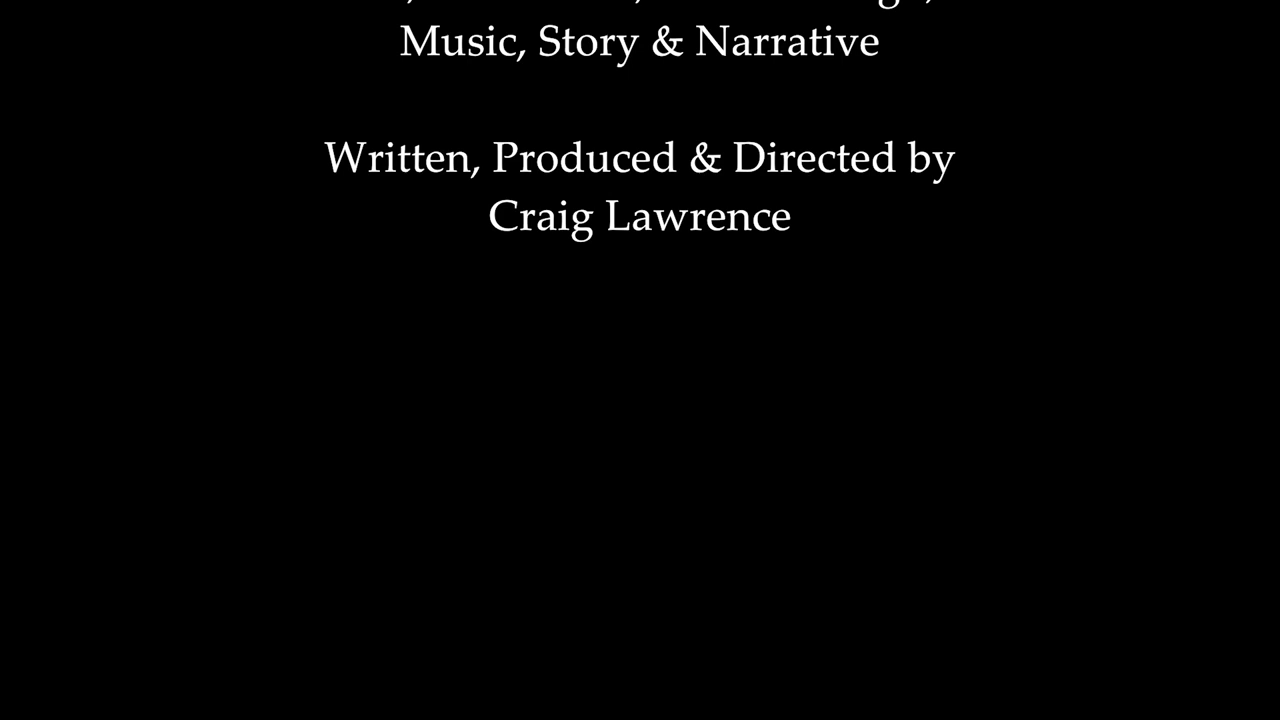 Music, Story & Narrative
Written, Produced & Directed by
Craig Lawrence